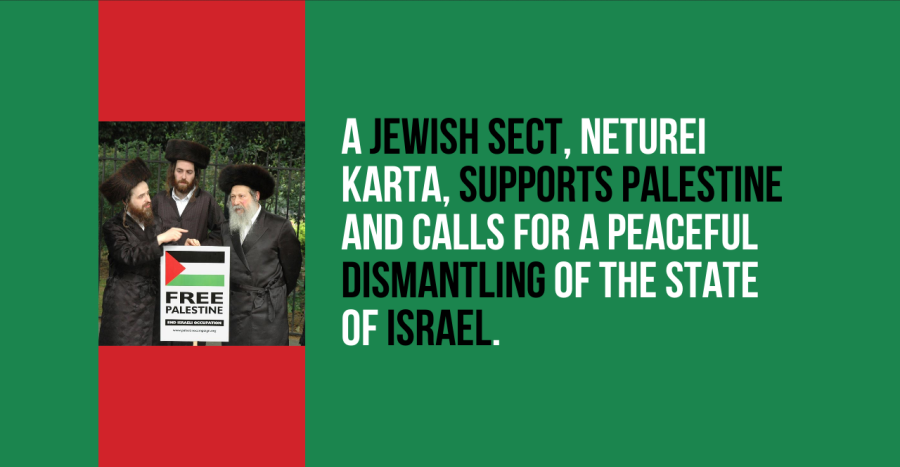 A JEWISH SECT, NETUREI
KARTA, SUPPORTS PALESTINE
AND CALLS FOR A PEACEFUL
DISMANTLING OF THE STATE
OF ISRAEL.
FREE
PALESTINE
END ISRAELI OCCUPATION